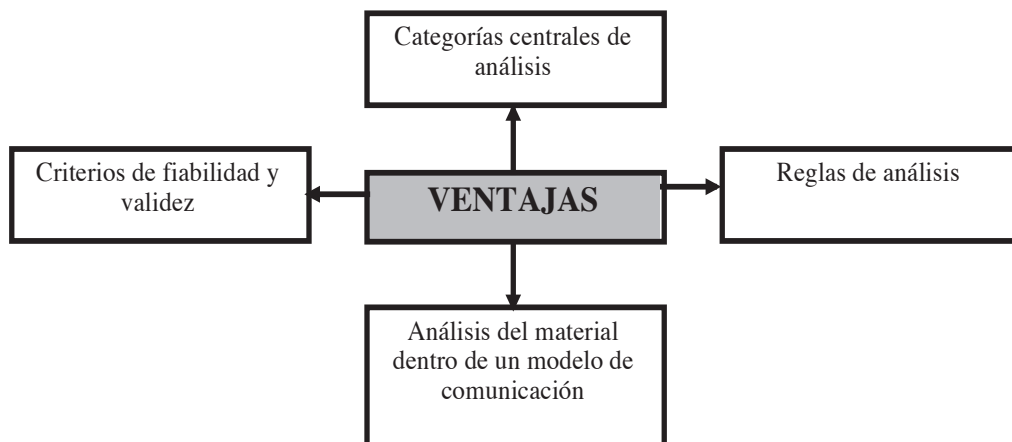 Categorías centrales de
análisis
Criterios de fiabilidad y
validez
VENTAJAS
Reglas de análisis
Análisis del material
dentro de un modelo de
comunicación